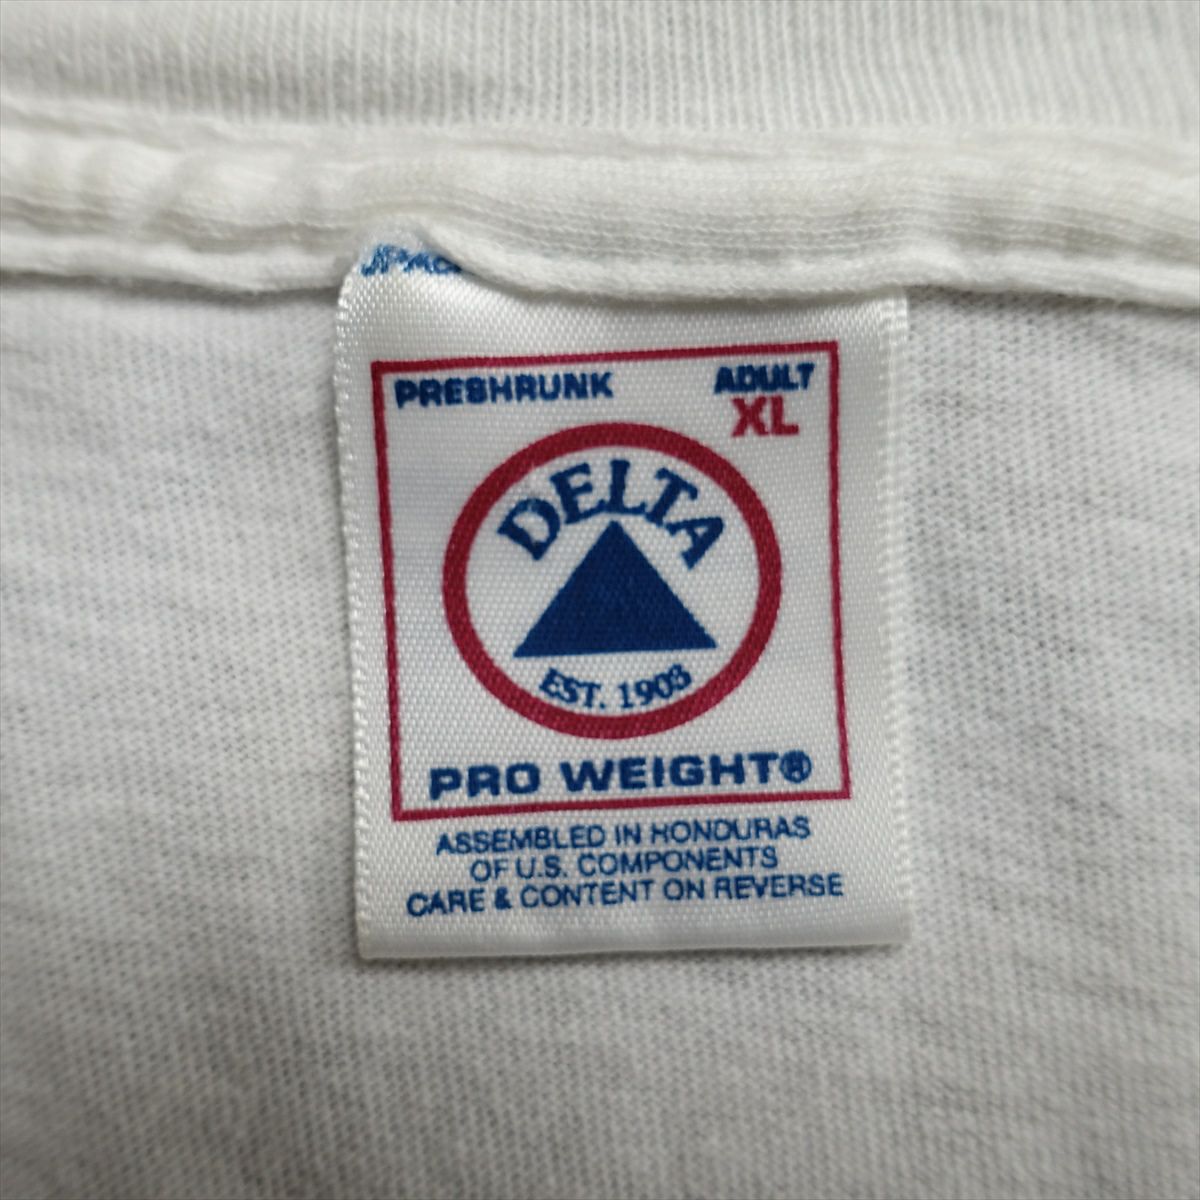 PRESHRUNK
ADULT
XL
DELTA
EST. 1903
PRO WEIGHT®
ASSEMBLED IN HONDURAS
OF U.S. COMPONENTS
CARE & CONTENT ON REVERSE